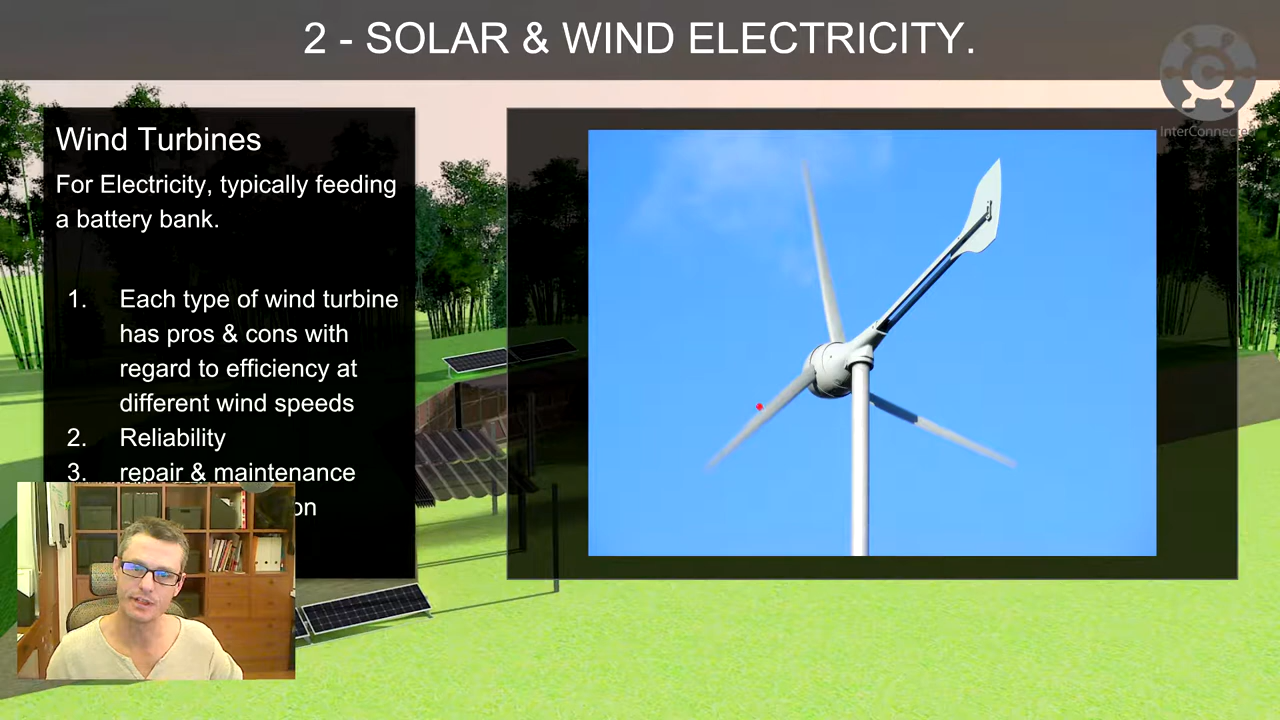 2 - SOLAR & WIND ELECTRICITY.
C
InterConnected
Wind Turbines
For Electricity, typically feeding
a battery bank.
1. Each type of wind turbine
has pros & cons with
regard to efficiency at
different wind speeds
2. Reliability
3. repair & maintenance
on